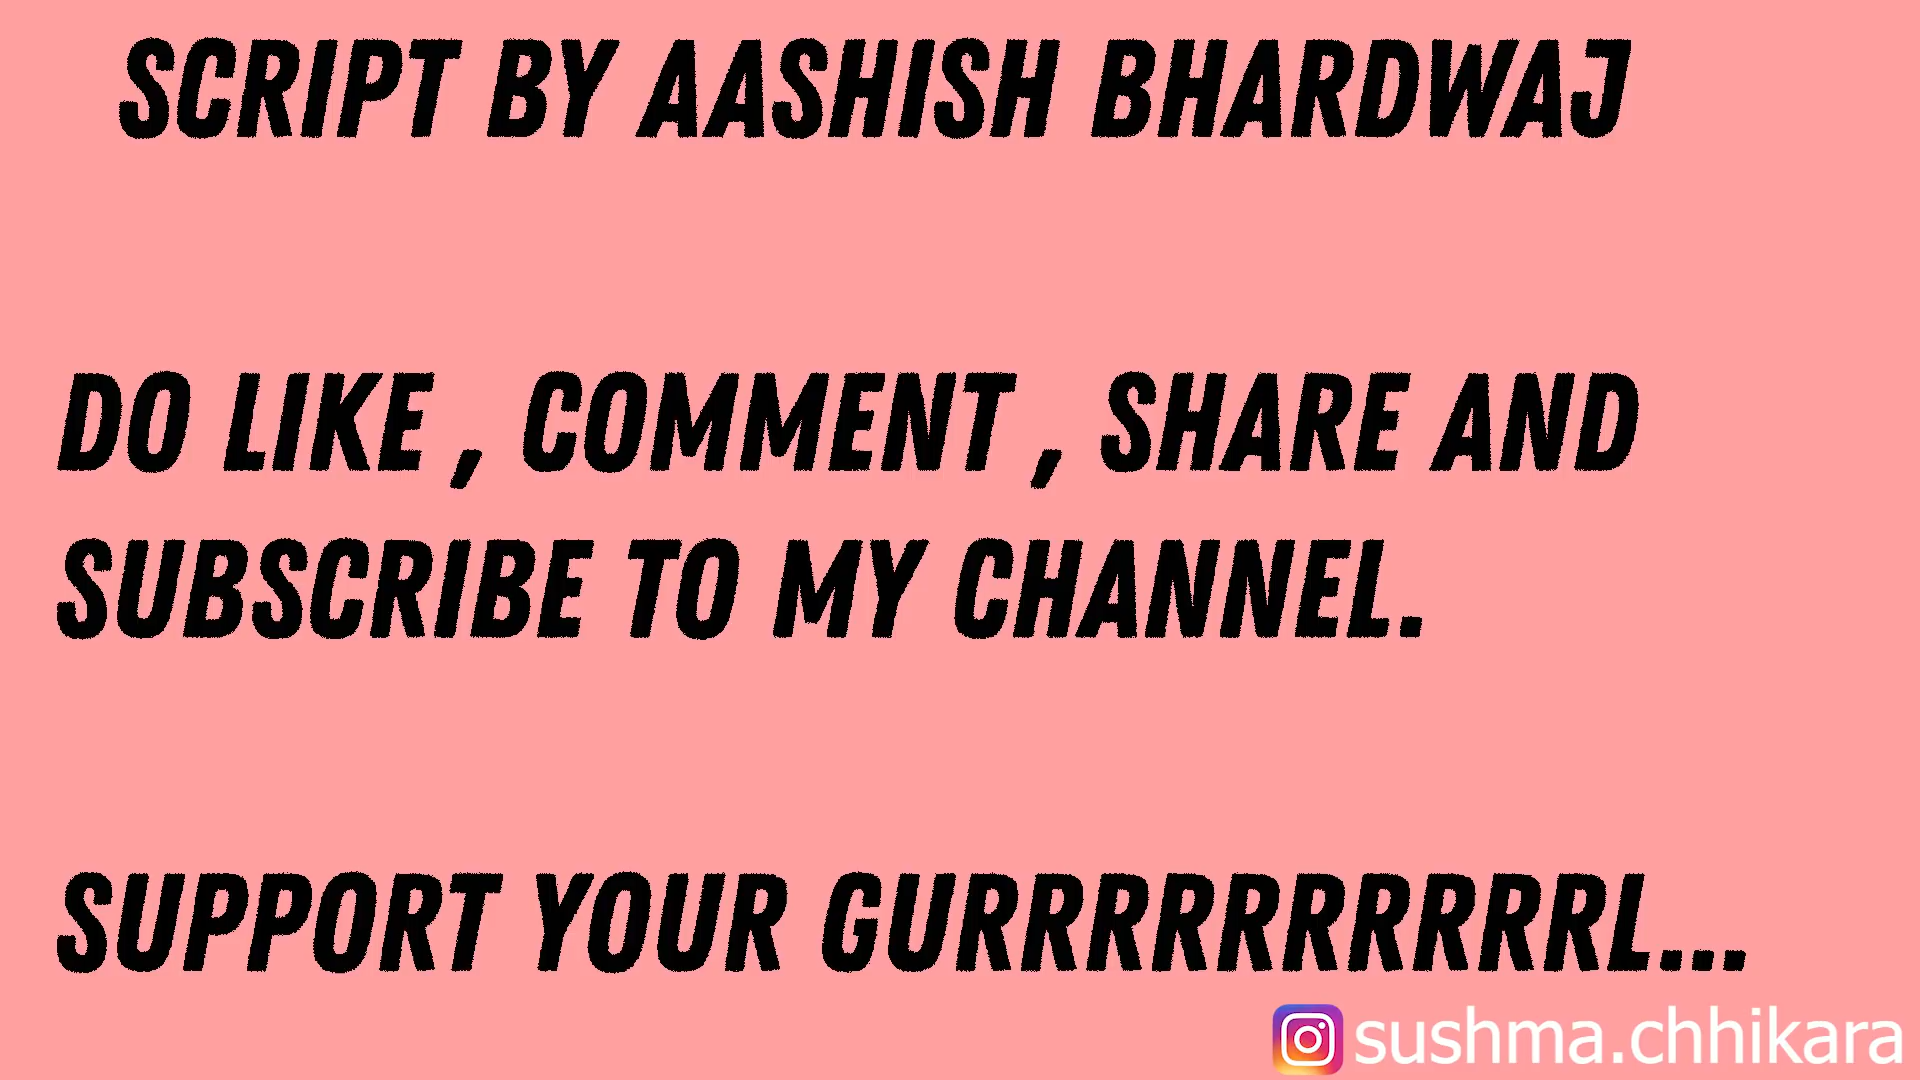 SCRIPT BY AASHISH BHARDWAJ
DO LIKE , COMMENT , SHARE AND
SUBSCRIBE TO MY CHANNEL.
SUPPORT YOUR GURRRRRRRRRRL...
sushma.chhikara